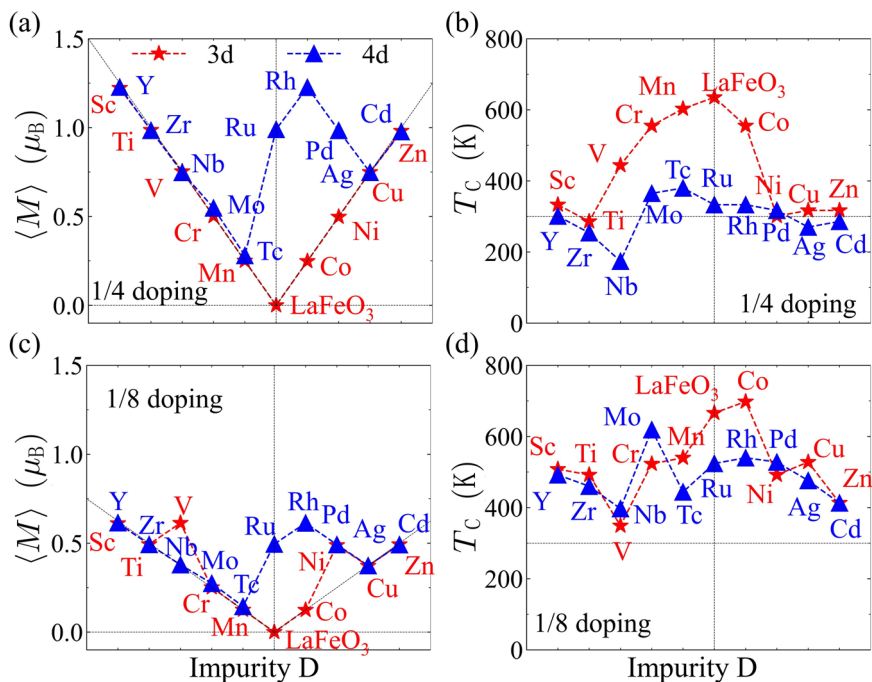 (a)
1.5
1.0
0.5
0.0
⟨M⟩ (μB)
3d
4d
Sc
Y
Ti
Zr
V
Nb
Cr
Mo
Mn
Tc
Ru
Rh
Pd
Ag
Cd
Zn
Cu
Ni
Co
LaFeO3
1/4 doping
(b)
800
600
400
200
0
TC (K)
Sc
Y
Ti
Zr
V
Nb
Cr
Mo
Mn
Tc
LaFeO3
Ru
Co
Rh
Ni
Pd
Cu
Ag
Zn
Cd
1/4 doping
(c)
1.5
1.0
0.5
0.0
⟨M⟩ (μB)
1/8 doping
Y
Sc
Zr
Ti
V
Nb
Mo
Cr
Tc
Mn
Ru
LaFeO3
Rh
Co
Pd
Ni
Ag
Cu
Cd
Zn
Impurity D
(d)
800
600
400
200
0
TC (K)
Sc
Y
Ti
Zr
V
Nb
Mo
Cr
Mn
Tc
LaFeO3
Ru
Co
Rh
Pd
Ni
Cu
Ag
Zn
Cd
1/8 doping
Impurity D